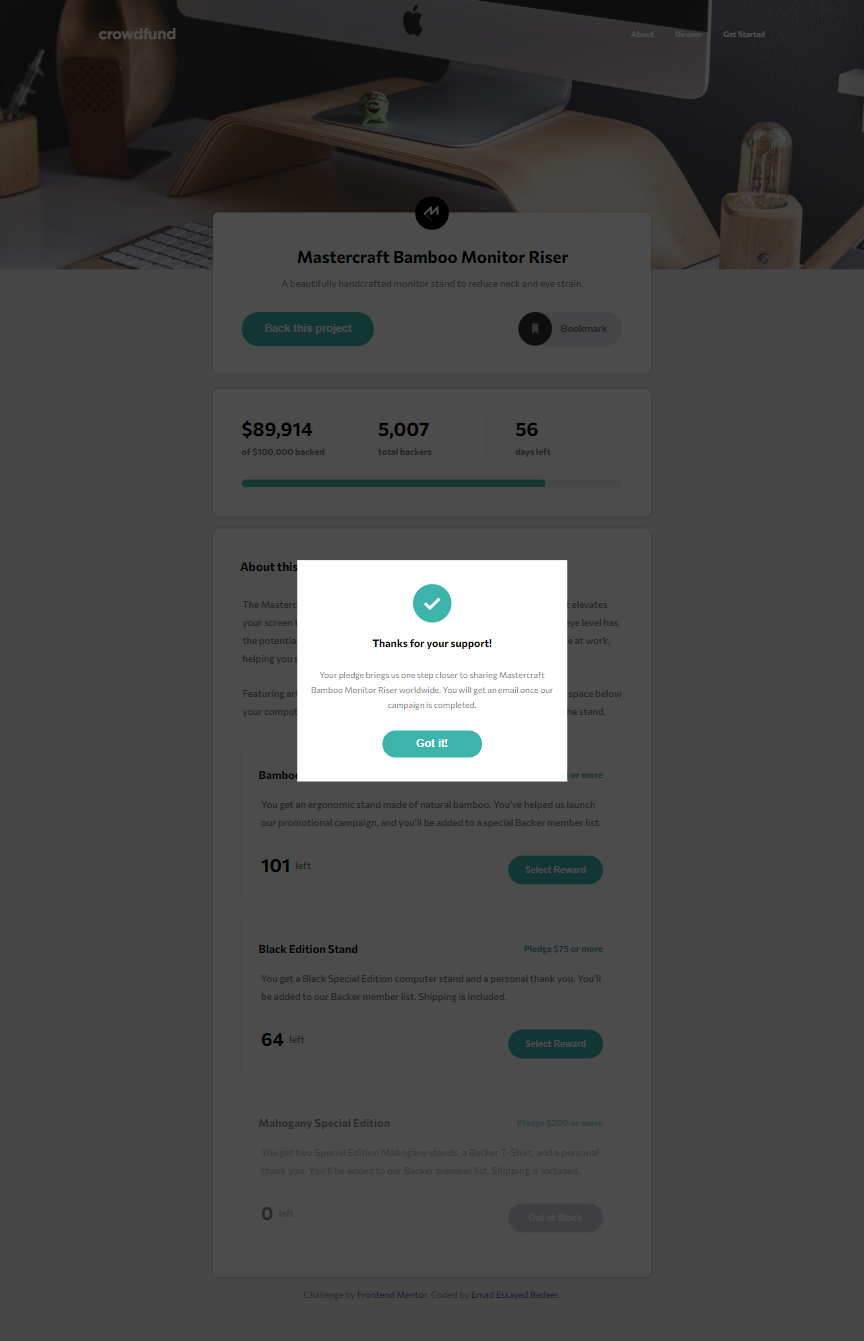 crowdfund
About Dicover Get Started
Mastercraft Bamboo Monitor Riser
A beautifully handcrafted monitor stand to reduce neck and eye strain.
Back this project
Bookmark
$89,914
of $100,000 backed
5,007
total backers
56
days left
About this
The Masterc
t elevates
your screen t
eye level has
the potentia
e at work,
helping you s
Featuring art
space below
your comput
he stand.
Thanks for your support!
Your pledge brings us one step closer to sharing Mastercraft
Bamboo Monitor Riser worldwide. You will get an email once our
campaign is completed.
Got it!
Bamboo
or more
You get an ergonomic stand made of natural bamboo. You've helped us launch
our promotional campaign, and you'll be added to a special Backer member list.
101 left
Select Reward
Black Edition Stand
Pledge $75 or more
You get a Black Special Edition computer stand and a personal thank you. You'll
be added to our Backer member list. Shipping is included.
64 left
Select Reward
Mahogany Special Edition
Pledge $200 or more
You get two Special Edition Mahogany stands, a Backer T-Shirt, and a personal
thank you. You'll be added to our Backer member list. Shipping is included.
0 left
Out of Stock
Challenge by Frontend Mentor. Coded by Emad Essayed Bedeer.